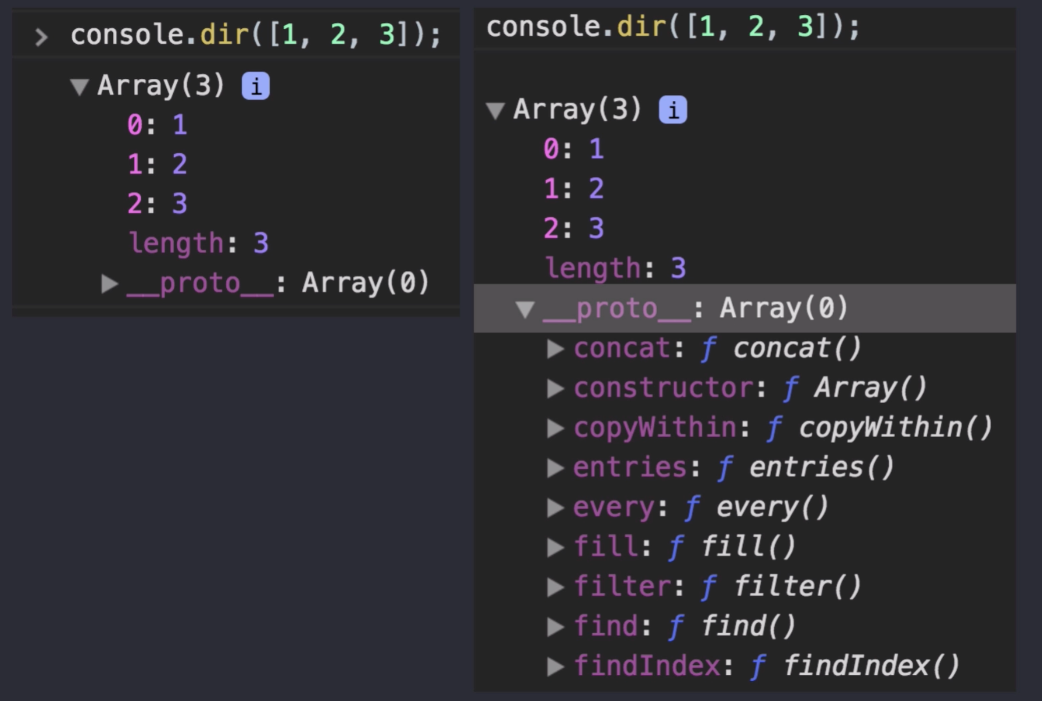 > console.dir([1, 2, 3]);
▼ Array(3) i
0: 1
1: 2
2: 3
length: 3
▶ __proto__: Array(0)
console.dir([1, 2, 3]);
▼ Array(3) i
0: 1
1: 2
2: 3
length: 3
▼ __proto__: Array(0)
▶ concat: ƒ concat()
▶ constructor: ƒ Array()
▶ copyWithin: ƒ copyWithin()
▶ entries: ƒ entries()
▶ every: ƒ every()
▶ fill: ƒ fill()
▶ filter: ƒ filter()
▶ find: ƒ find()
▶ findIndex: ƒ findIndex()